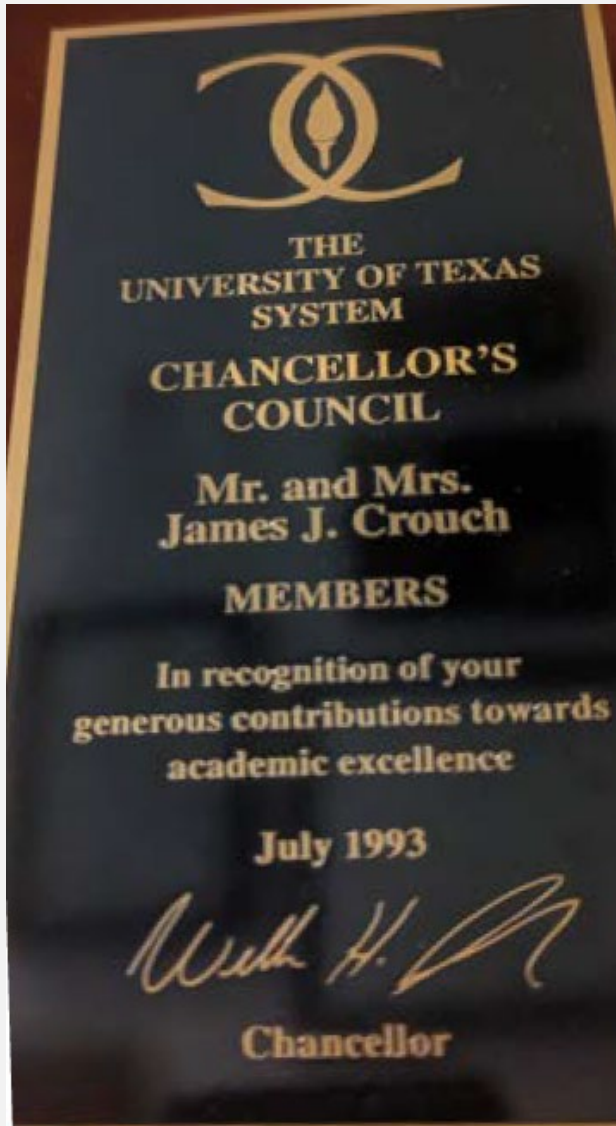 THE
UNIVERSITY OF TEXAS
SYSTEM
CHANCELLOR'S
COUNCIL
Mr. and Mrs.
James J. Crouch
MEMBERS
In recognition of your
generous contributions towards
academic excellence
July 1993
H.
Chancellor